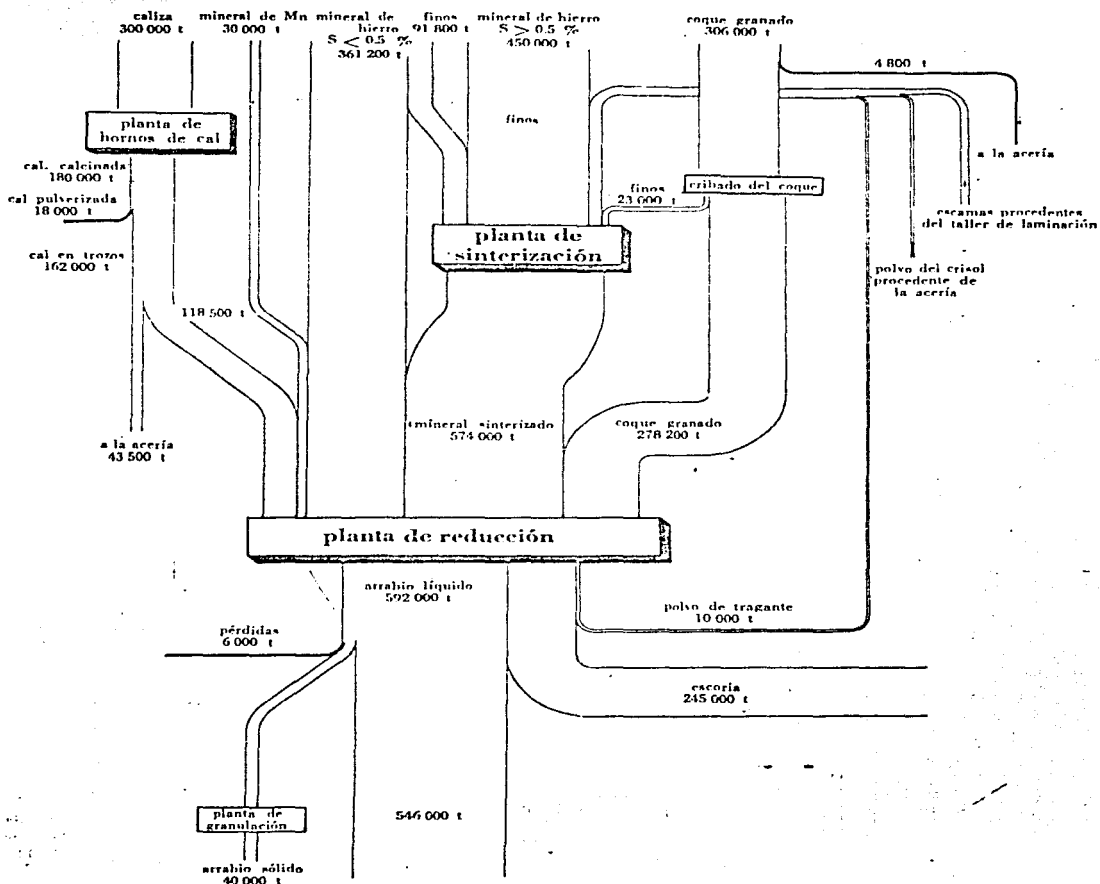 caliza
300 000 t
mineral de Mn
30 000 t
mineral de
hierro
S < 0.5 %
361 200 t
finos
91 800 t
mineral de hierro
S > 0.5 %
450 000 t
coque granado
306 000 t
4 800 t
planta de
hornos de cal
finos
a la acería
cal. calcinada
180 000 t
cal pulverizada
18 000 t
cribado del coque
finos
23 000 t
escamas procedentes
del taller de laminación
planta de
sinterización
cal en trozos
162 000 t
polvo del crisol
procedente de
la acería
118 500 t
mineral sinterizado
574 000 t
coque granado
278 200 t
a la acería
43 500 t
planta de reducción
arrabio líquido
592 000 t
polvo de tragante
10 000 t
pérdidas
6 000 t
escoria
245 000 t
planta de
granulación
546 000 t
arrabio sólido
40 000 t